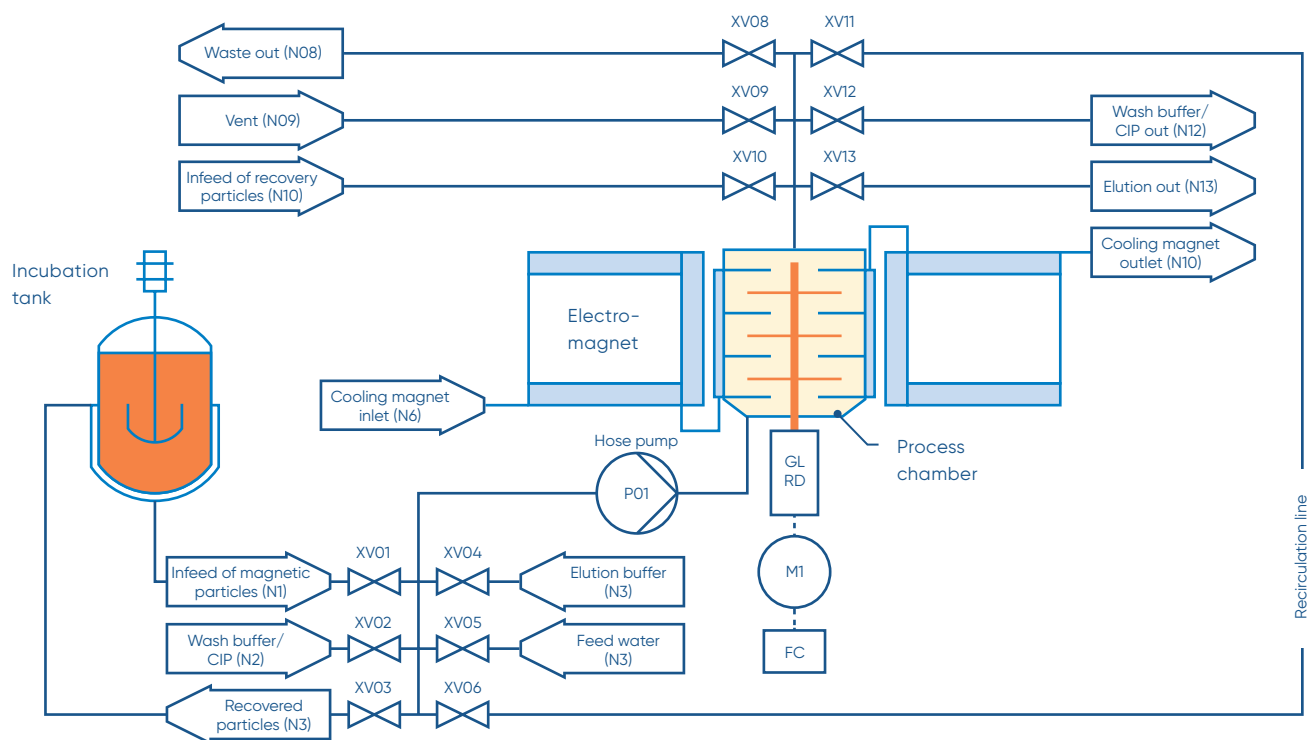 XV08
XV11
Waste out (N08)
XV09
XV12
Vent (N09)
Wash buffer/
CIP out (N12)
XV10
XV13
Infeed of recovery
particles (N10)
Elution out (N13)
Cooling magnet
outlet (N10)
Incubation
tank
Electro-
magnet
Cooling magnet
inlet (N6)
Process
chamber
Hose pump
P01
GL
RD
M1
FC
Recirculation line
XV01
XV04
Infeed of magnetic
particles (N1)
Elution buffer
(N3)
XV02
XV05
Wash buffer/
CIP (N2)
Feed water
(N3)
XV03
XV06
Recovered
particles (N3)